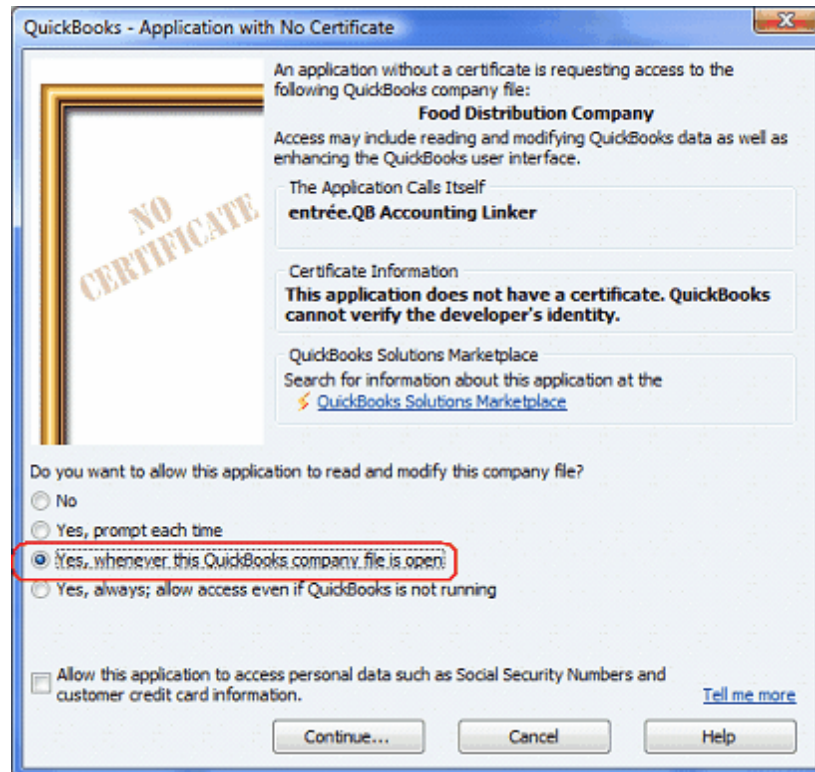 QuickBooks - Application with No Certificate
An application without a certificate is requesting access to the
following QuickBooks company file:
Food Distribution Company
Access may include reading and modifying QuickBooks data as well as
enhancing the QuickBooks user interface.
NO
CERTIFICATE
The Application Calls Itself
entrée.QB Accounting Linker
Certificate Information
This application does not have a certificate. QuickBooks
cannot verify the developer's identity.
QuickBooks Solutions Marketplace
Search for information about this application at the
QuickBooks Solutions Marketplace
Do you want to allow this application to read and modify this company file?
No
Yes, prompt each time
Yes, whenever this QuickBooks company file is open
Yes, always; allow access even if QuickBooks is not running
Allow this application to access personal data such as Social Security Numbers and
customer credit card information.
Tell me more
Continue...
Cancel
Help